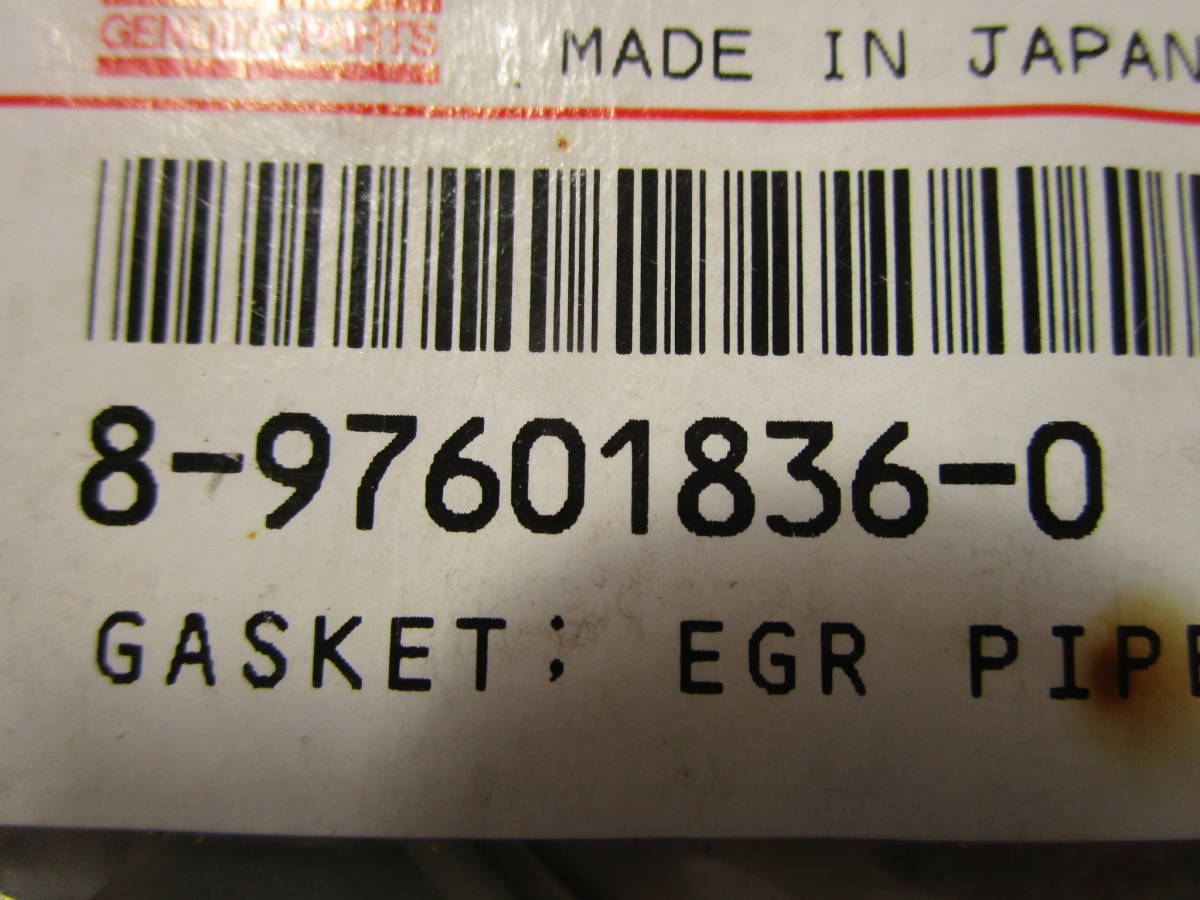 GENUINE PARTS
MADE IN JAPAN
8-97601836-0
GASKET; EGR PIPE